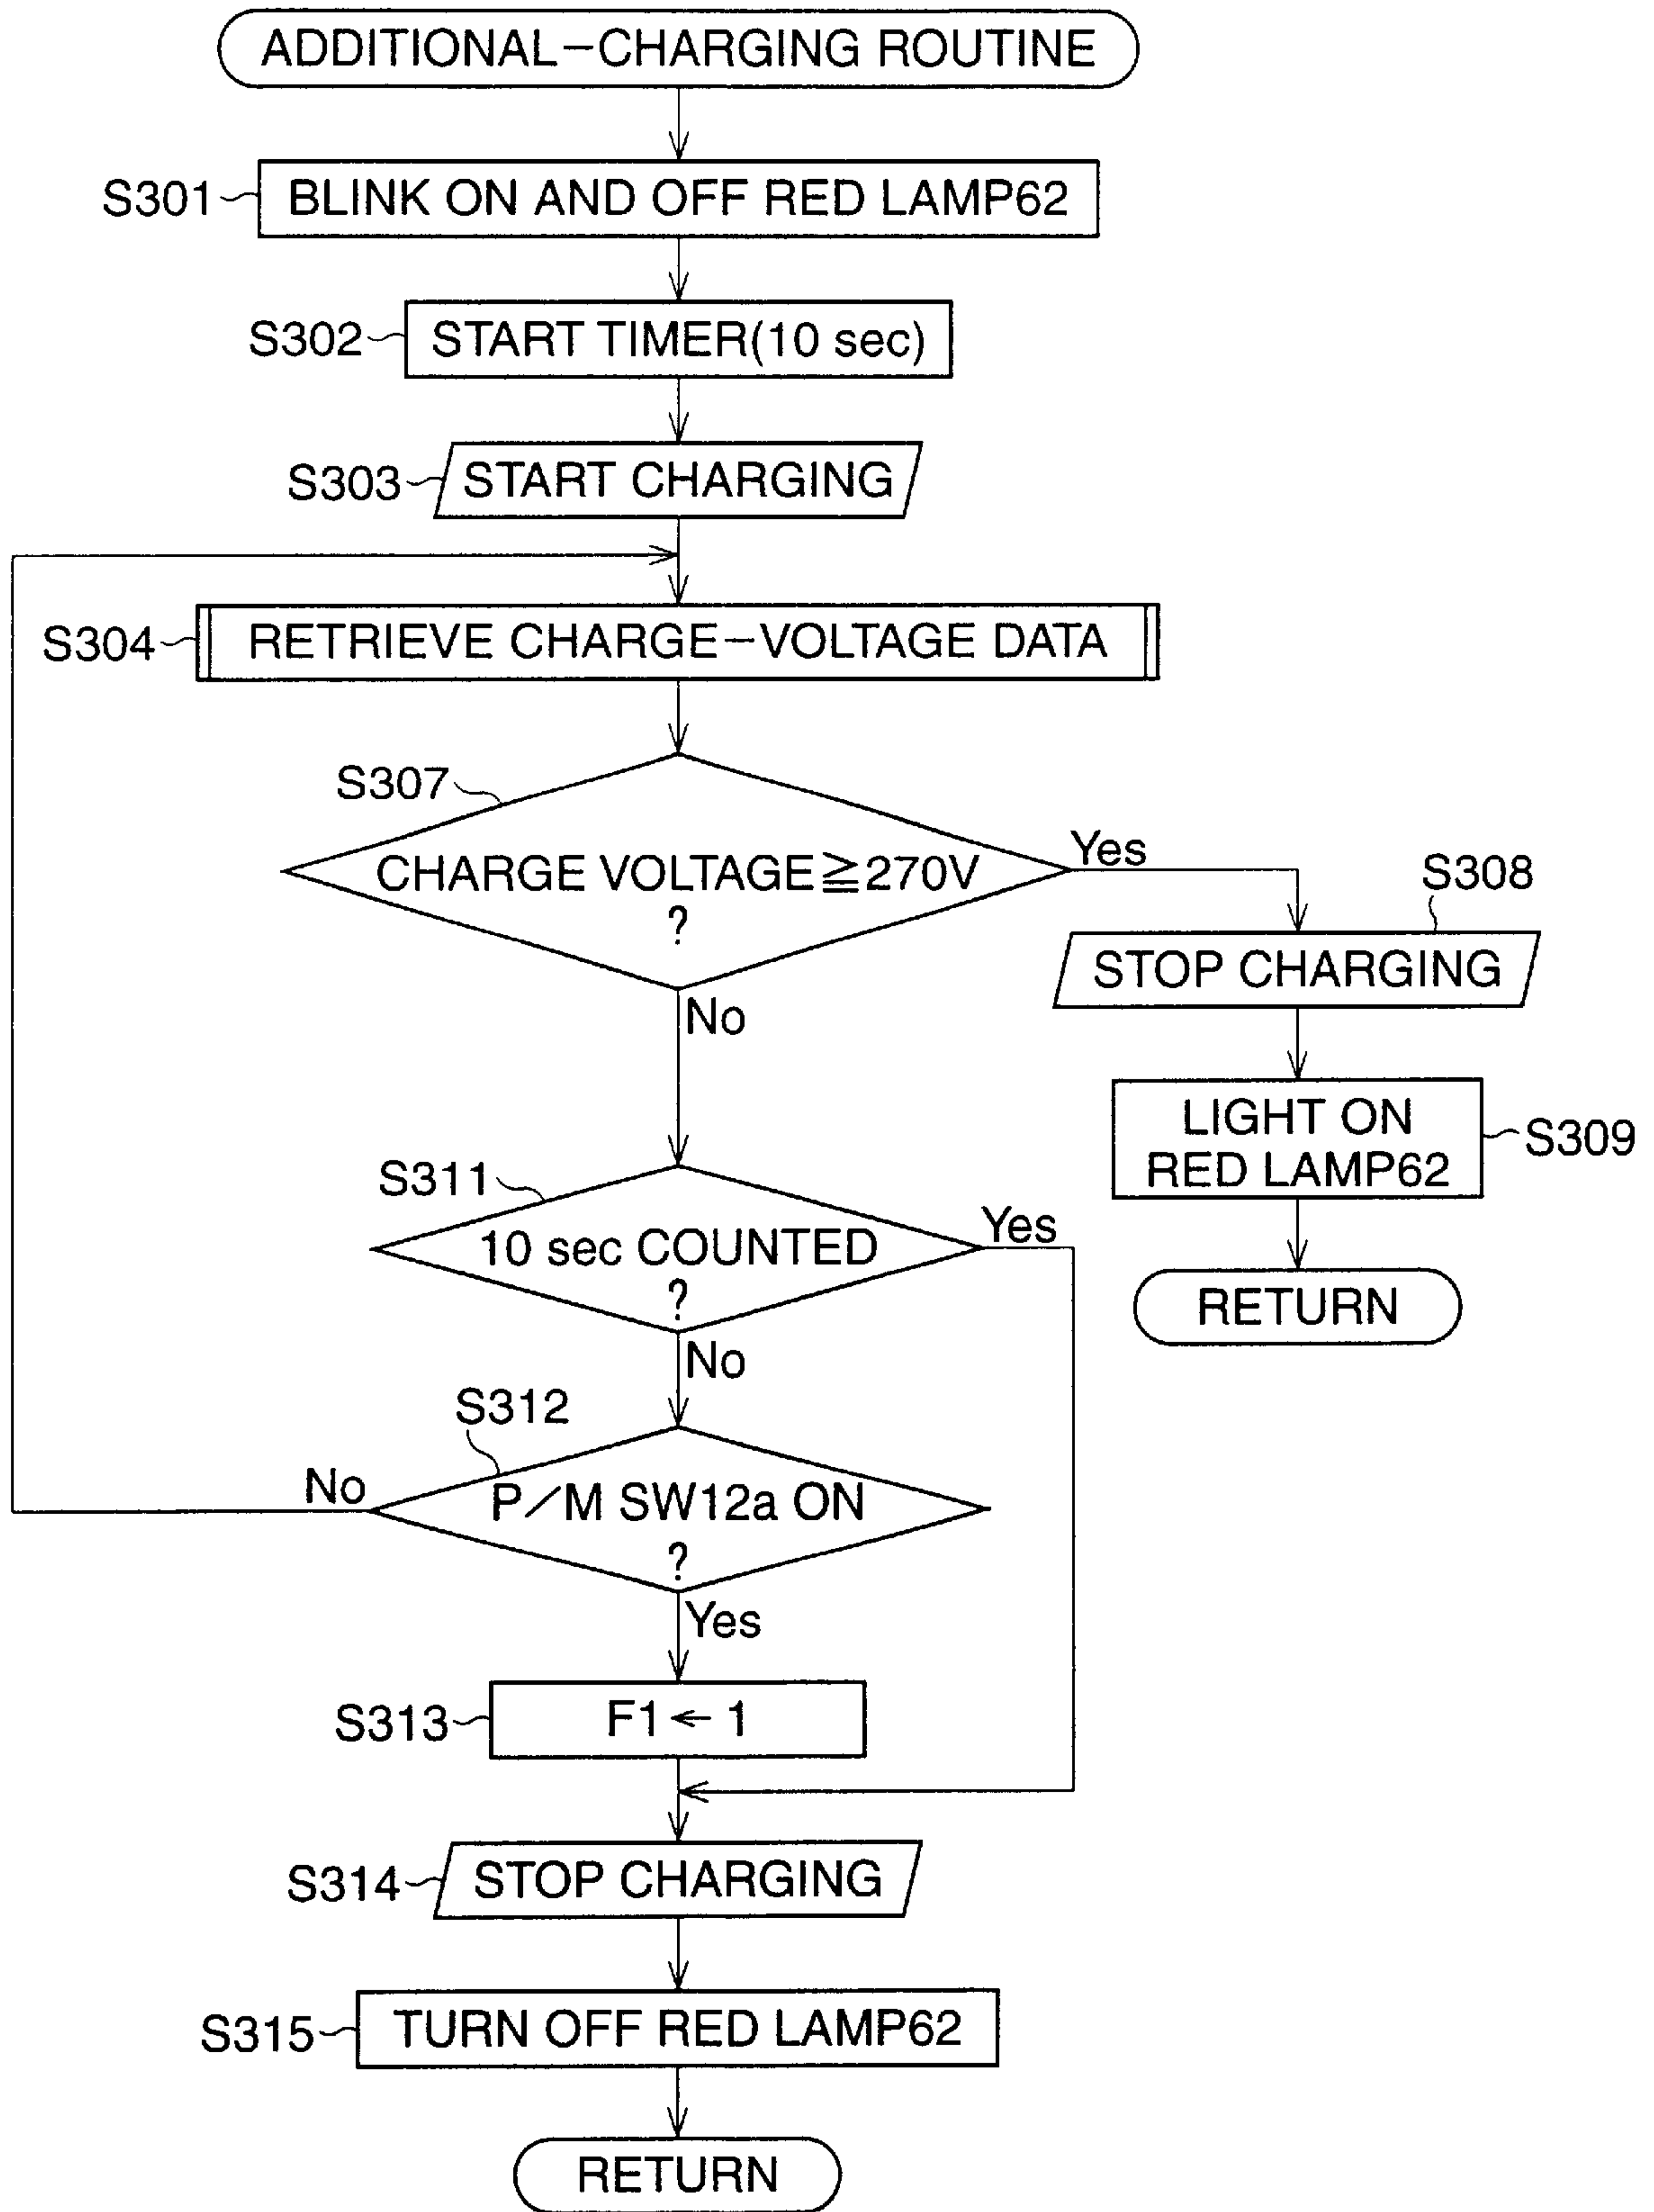 ADDITIONAL-CHARGING ROUTINE
S301
BLINK ON AND OFF RED LAMP62
S302
START TIMER(10 sec)
S303
START CHARGING
S304
RETRIEVE CHARGE-VOLTAGE DATA
S307
CHARGE VOLTAGE≧270V
?
Yes
No
S308
STOP CHARGING
LIGHT ON
RED LAMP62
S309
RETURN
S311
10 sec COUNTED
?
Yes
No
S312
P/M SW12a ON
?
No
Yes
S313
F1←1
S314
STOP CHARGING
S315
TURN OFF RED LAMP62
RETURN